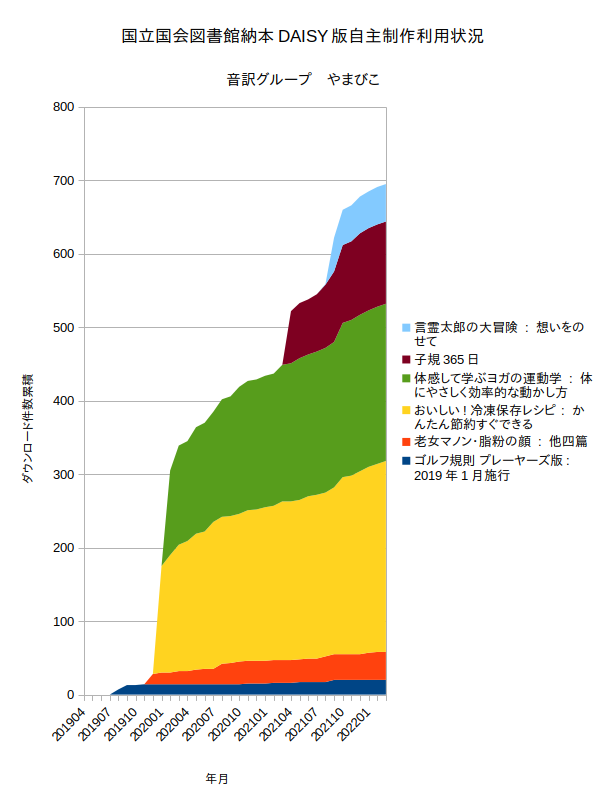 国立国会図書館納本 DAISY 版自主制作利用状況
音訳グループ　やまびこ
800
700
600
500
400
300
200
100
0
ダウンロード件数累積
201904
201907
201910
202001
202004
202007
202010
202101
202104
202107
202110
202201
年月
言霊太郎の大冒険 ： 想いをの
せて
子規 365 日
体感して学ぶヨガの運動学 ： 体
にやさしく効率的な動かし方
おいしい！冷凍保存レシピ ： か
んたん節約すぐできる
老女マノン・脂粉の顔 ： 他四篇
ゴルフ規則 プレーヤーズ版 :
2019 年 1 月施行